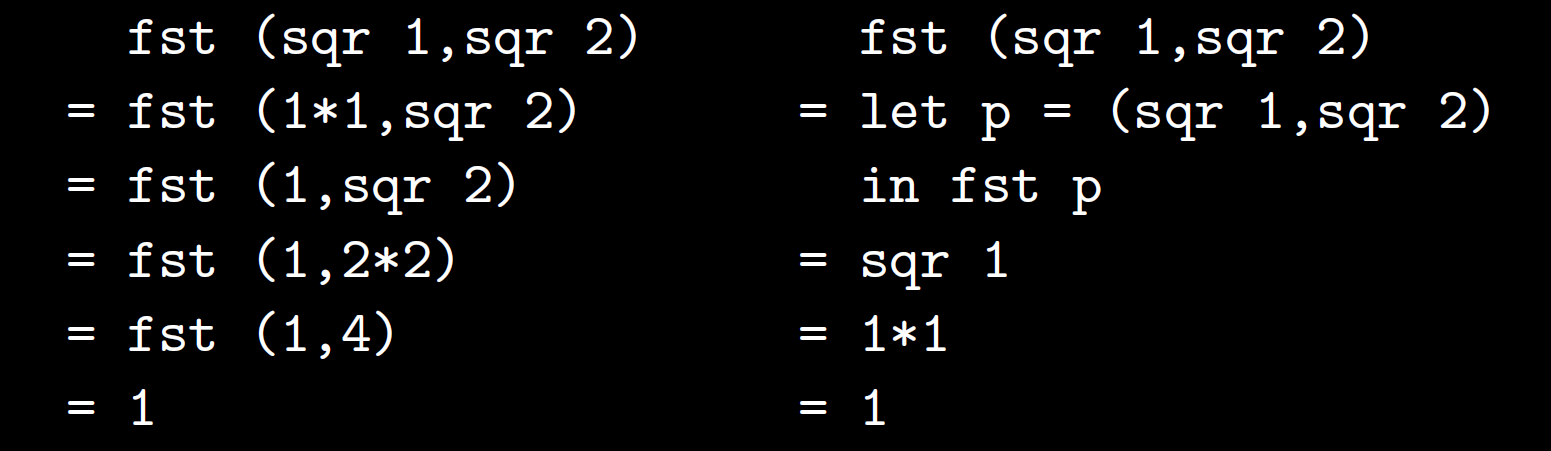 fst (sqr 1,sqr 2)
= fst (1*1,sqr 2)
= fst (1,sqr 2)
= fst (1,2*2)
= fst (1,4)
= 1
fst (sqr 1,sqr 2)
= let p = (sqr 1,sqr 2)
in fst p
= sqr 1
= 1*1
= 1